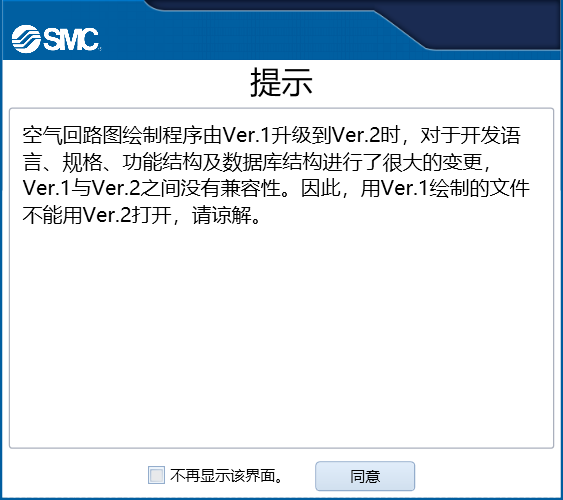 SMC
提示
空气回路图绘制程序由Ver.1升级到Ver.2时，对于开发语
言、规格、功能结构及数据库结构进行了很大的变更，
Ver.1与Ver.2之间没有兼容性。因此，用Ver.1绘制的文件
不能用Ver.2打开，请谅解。
不再显示该界面。
同意